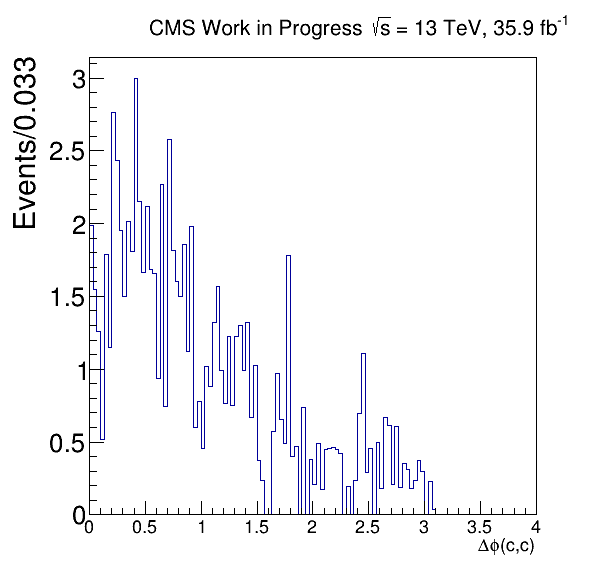 CMS Work in Progress √s = 13 TeV, 35.9 fb⁻¹
Events/0.033
3
2.5
2
1.5
1
0.5
0
0 0.5 1 1.5 2 2.5 3 3.5 4
Δϕ(c,c)